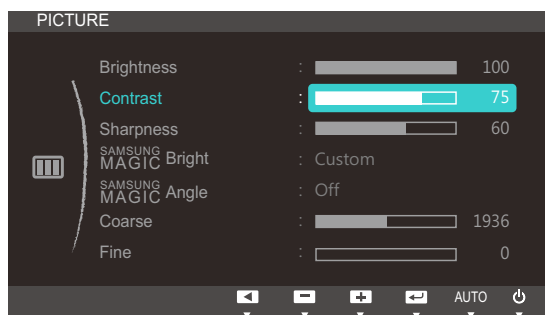 PICTURE
Brightness : 100
Contrast : 75
Sharpness : 60
SAMSUNG MAGIC Bright : Custom
SAMSUNG MAGIC Angle : Off
Coarse : 1936
Fine : 0
AUTO